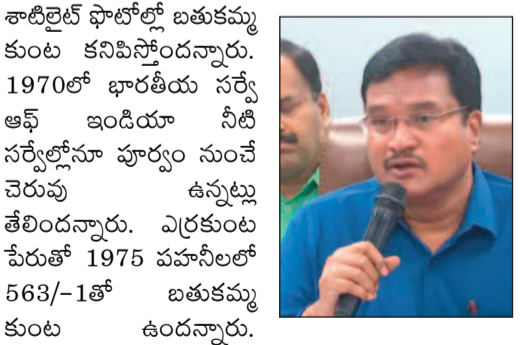 శాటిలైట్ ఫొటోల్లో బతుకమ్మ
కుంట కనిపిస్తోందన్నారు.
1970లో భారతీయ సర్వే
ఆఫ్ ఇండియా నీటి
సర్వేల్లోనూ పూర్వం నుంచే
చెరువు ఉన్నట్లు
తేలిందన్నారు. ఎర్రకుంట
పేరుతో 1975 పహనీలలో
563/-1తో బతుకమ్మ
కుంట ఉందన్నారు.